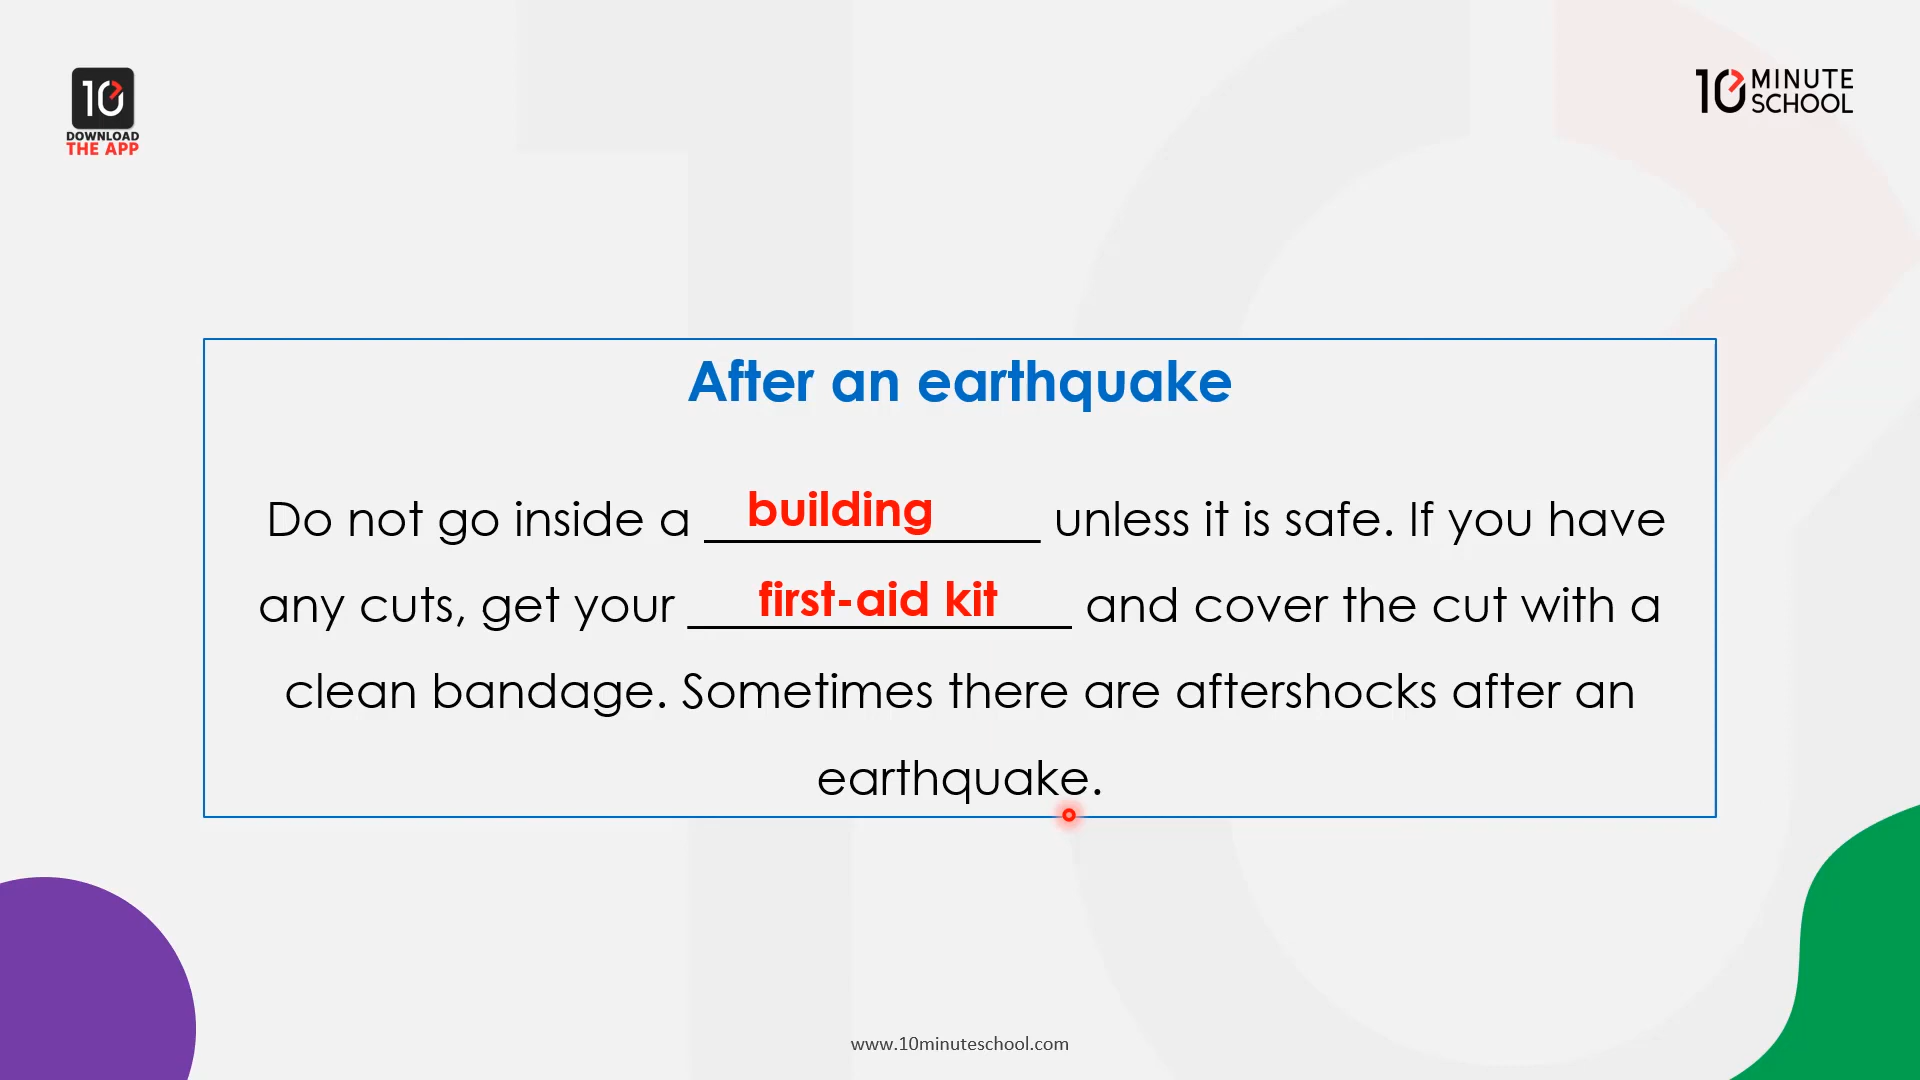 10
DOWNLOAD
THE APP
10 MINUTE
SCHOOL
After an earthquake
Do not go inside a building unless it is safe. If you have
any cuts, get your first-aid kit and cover the cut with a
clean bandage. Sometimes there are aftershocks after an
earthquake.
www.10minuteschool.com